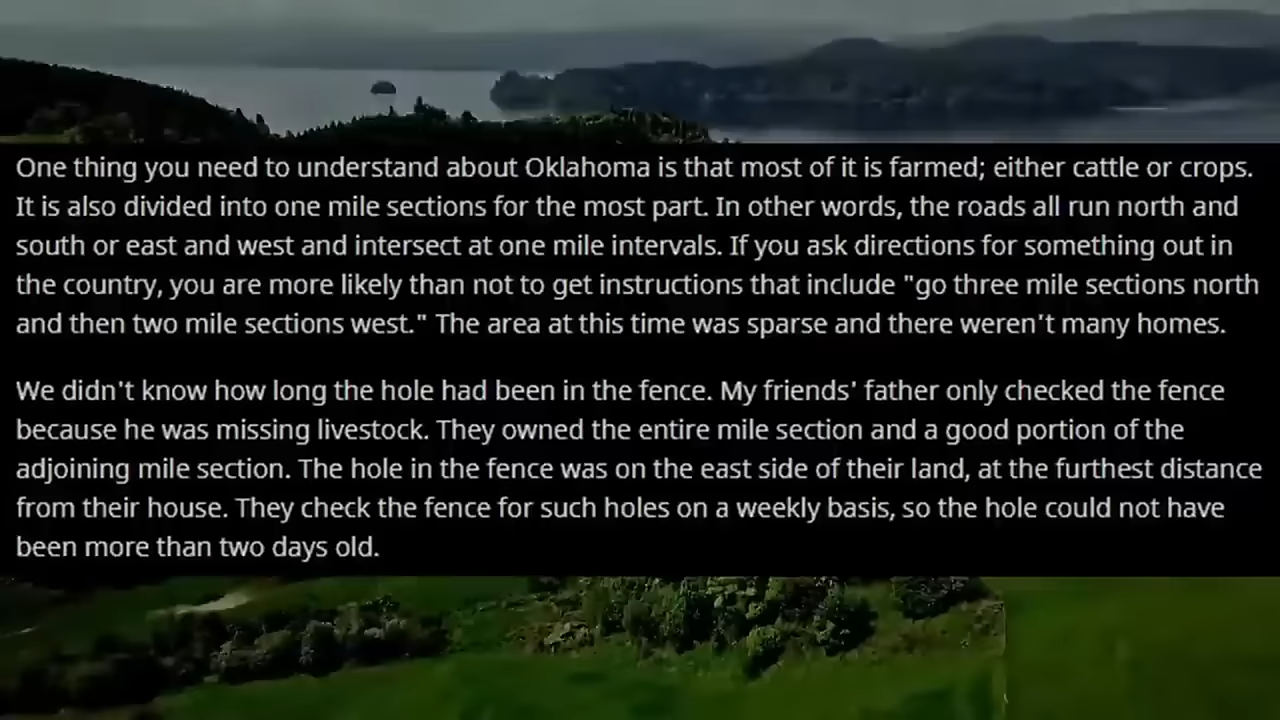 One thing you need to understand about Oklahoma is that most of it is farmed; either cattle or crops.
It is also divided into one mile sections for the most part. In other words, the roads all run north and
south or east and west and intersect at one mile intervals. If you ask directions for something out in
the country, you are more likely than not to get instructions that include "go three mile sections north
and then two mile sections west." The area at this time was sparse and there weren't many homes.
We didn't know how long the hole had been in the fence. My friends' father only checked the fence
because he was missing livestock. They owned the entire mile section and a good portion of the
adjoining mile section. The hole in the fence was on the east side of their land, at the furthest distance
from their house. They check the fence for such holes on a weekly basis, so the hole could not have
been more than two days old.